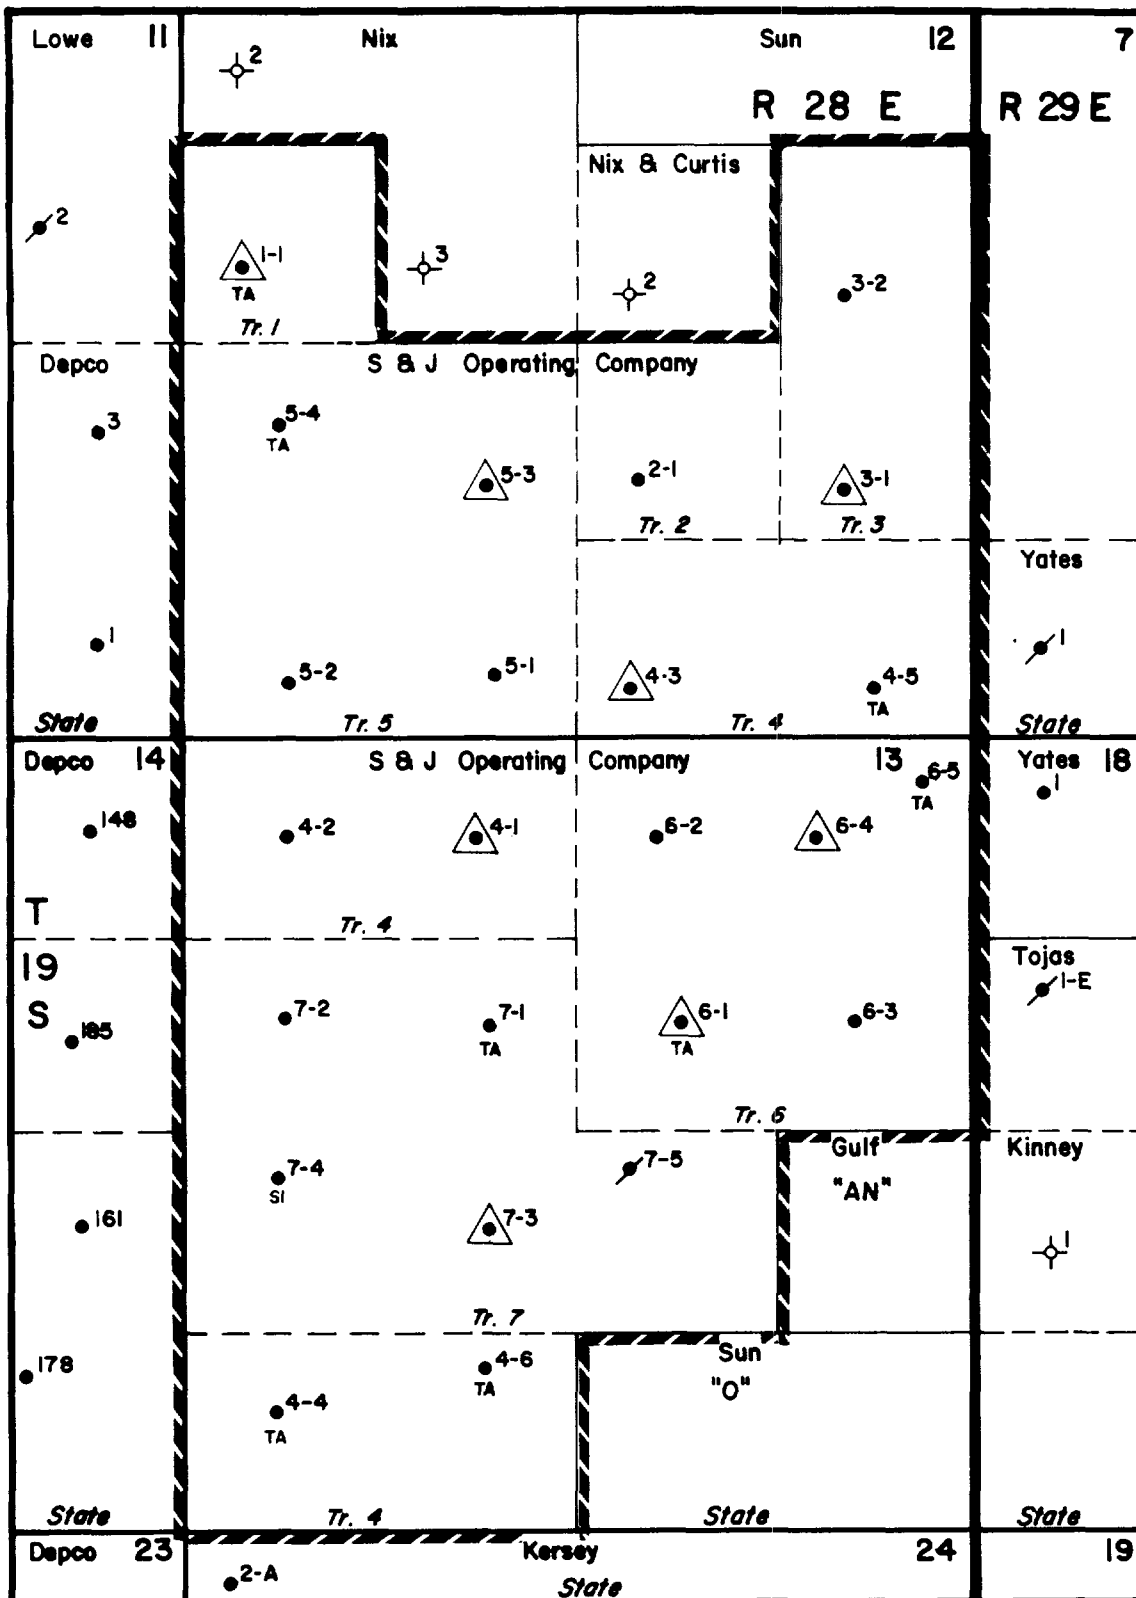 Lowe 11 Nix Sun 12 7
2
R 28 E R 29 E
Nix & Curtis
2
1-1 3 2 3-2
TA
Tr. 1
Depco S & J Operating Company
3 5-4
TA
5-3 2-1 3-1
Tr. 2 Tr. 3
Yates
1 1
5-2 5-1 4-3 4-5
TA
State Tr. 5 Tr. 4 State
Depco 14 S & J Operating Company 13 6-5 Yates 18
TA
1
148 4-2 4-1 6-2 6-4
T
Tr. 4
19 Tojas
1-E
S
185 7-2 7-1 6-1 6-3
TA TA
Tr. 6
Gulf Kinney
7-4 7-5
SI
"AN"
161 7-3 1
Tr. 7
178 4-6 Sun
TA
"O"
4-4
TA
State Tr. 4 State State
Depco 23 Kersey 24 19
2-A State